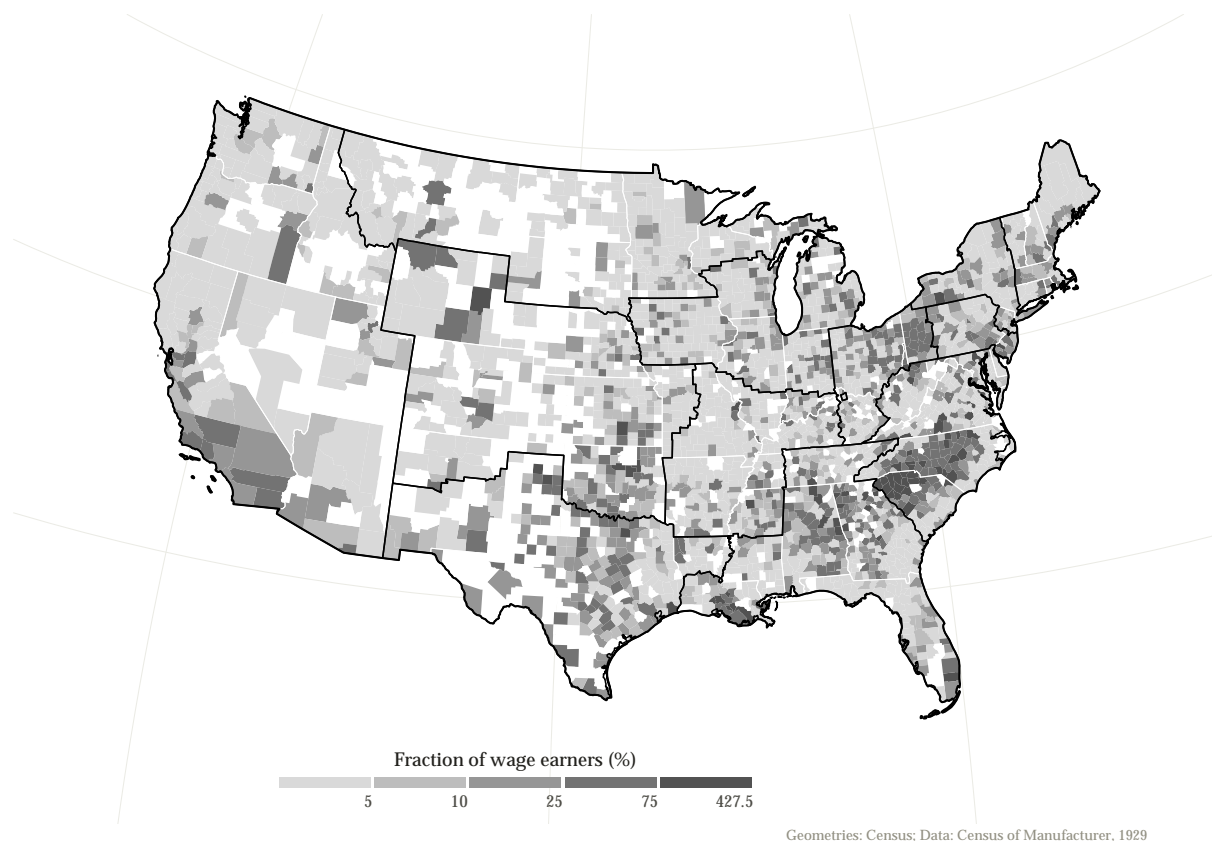 Fraction of wage earners (%)
5 10 25 75 427.5
Geometries: Census; Data: Census of Manufacturer, 1929